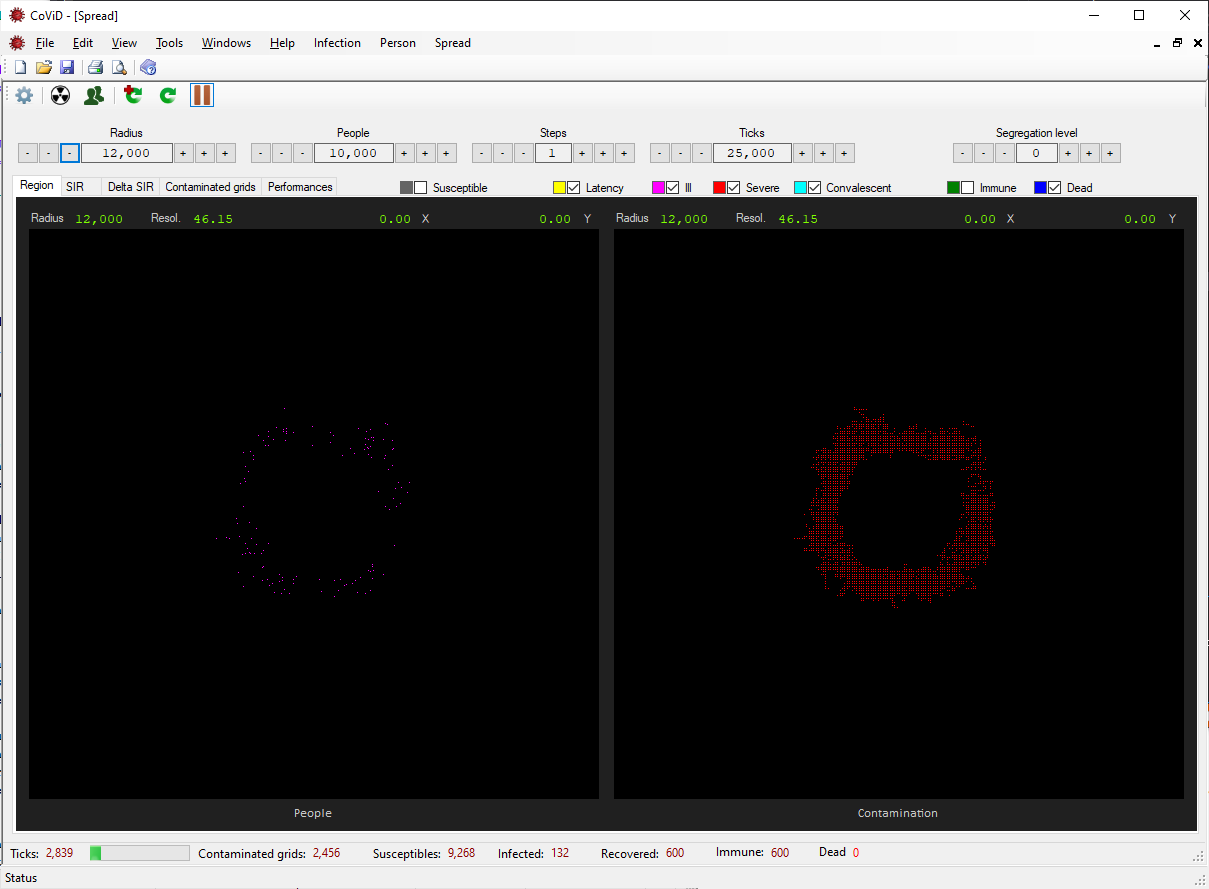 CoViD - [Spread]
File Edit View Tools Windows Help Infection Person Spread
Radius People Steps Ticks Segregation level
- - - 12,000 + + + - - - 10,000 + + + - - - 1 + + + - - - 25,000 + + + - - - 0 + + +
Region SIR Delta SIR Contaminated grids Performances Susceptible Latency Ill Severe Convalescent Immune Dead
Radius 12,000 Resol. 46.15 0.00 X 0.00 Y Radius 12,000 Resol. 46.15 0.00 X 0.00 Y
People Contamination
Ticks: 2,839 Contaminated grids: 2,456 Susceptibles: 9,268 Infected: 132 Recovered: 600 Immune: 600 Dead 0
Status